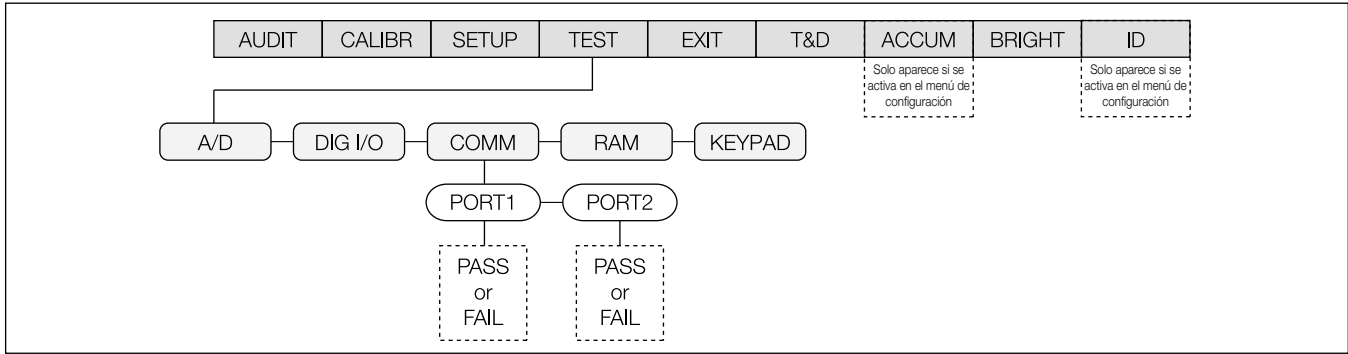 AUDIT CALIBR SETUP TEST EXIT T&D ACCUM BRIGHT ID
Solo aparece si se
activa en el menú de
configuración
Solo aparece si se
activa en el menú de
configuración
A/D DIG I/O COMM RAM KEYPAD
PORT1 PORT2
PASS
or
FAIL
PASS
or
FAIL